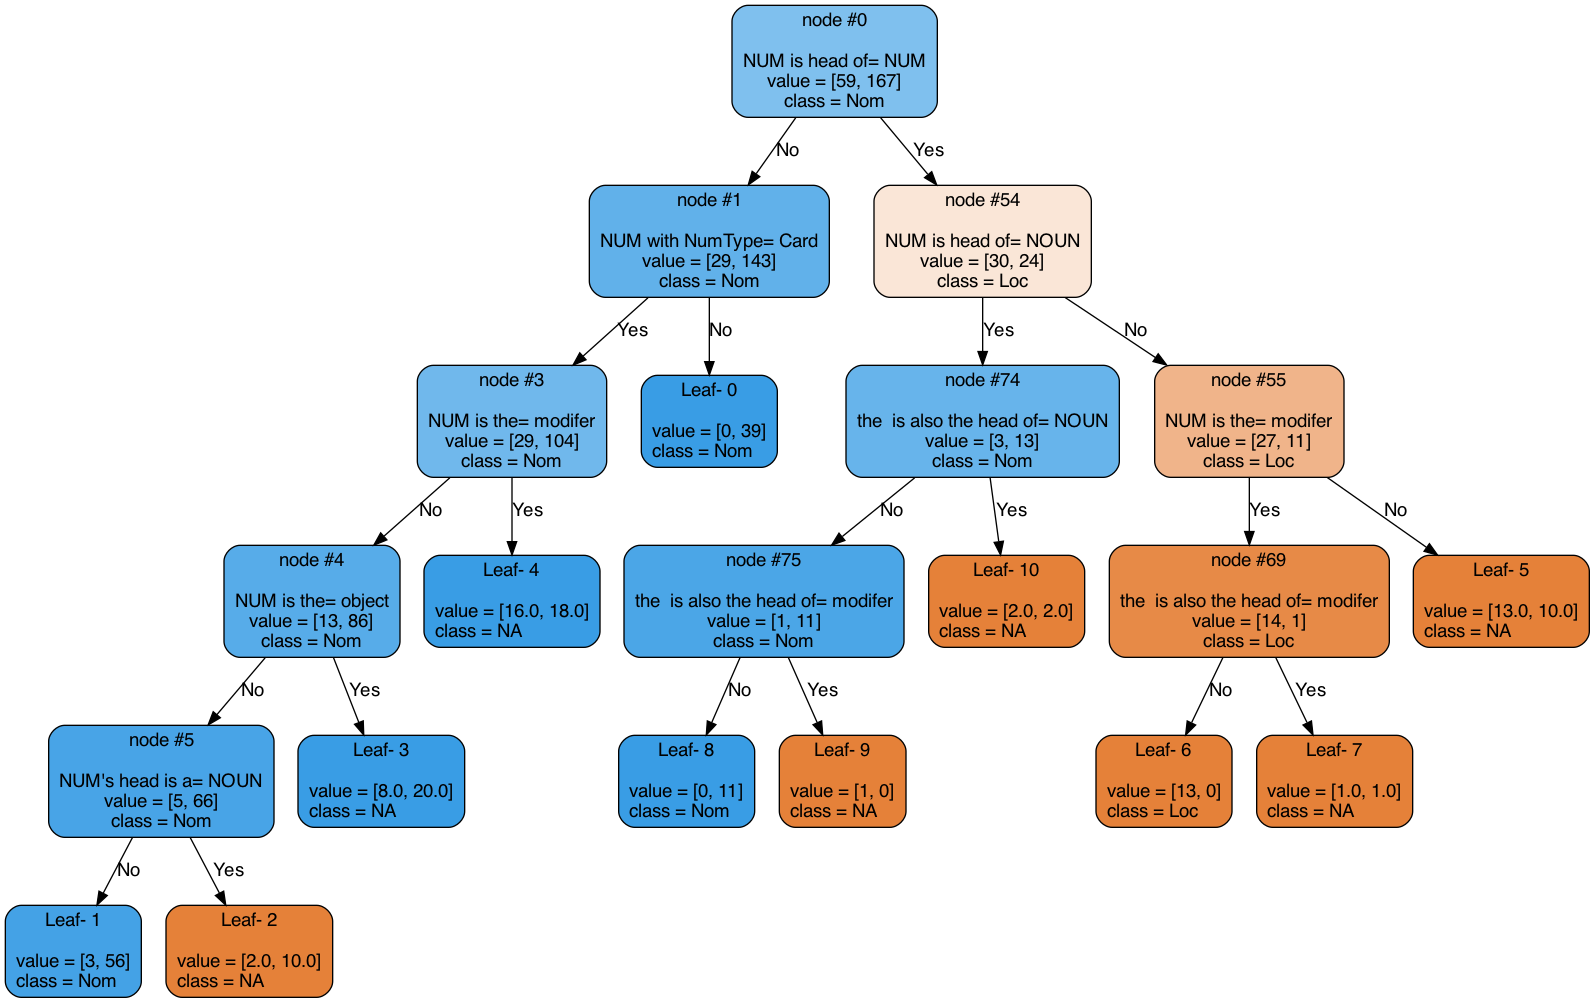 node #0
NUM is head of= NUM
value = [59, 167]
class = Nom
No
Yes
node #1
NUM with NumType= Card
value = [29, 143]
class = Nom
node #54
NUM is head of= NOUN
value = [30, 24]
class = Loc
Yes
No
Yes
No
node #3
NUM is the= modifer
value = [29, 104]
class = Nom
Leaf- 0
value = [0, 39]
class = Nom
node #74
the  is also the head of= NOUN
value = [3, 13]
class = Nom
node #55
NUM is the= modifer
value = [27, 11]
class = Loc
No
Yes
No
Yes
Yes
No
node #4
NUM is the= object
value = [13, 86]
class = Nom
Leaf- 4
value = [16.0, 18.0]
class = NA
node #75
the  is also the head of= modifer
value = [1, 11]
class = Nom
Leaf- 10
value = [2.0, 2.0]
class = NA
node #69
the  is also the head of= modifer
value = [14, 1]
class = Loc
Leaf- 5
value = [13.0, 10.0]
class = NA
No
Yes
No
Yes
No
Yes
node #5
NUM's head is a= NOUN
value = [5, 66]
class = Nom
Leaf- 3
value = [8.0, 20.0]
class = NA
Leaf- 8
value = [0, 11]
class = Nom
Leaf- 9
value = [1, 0]
class = NA
Leaf- 6
value = [13, 0]
class = Loc
Leaf- 7
value = [1.0, 1.0]
class = NA
No
Yes
Leaf- 1
value = [3, 56]
class = Nom
Leaf- 2
value = [2.0, 10.0]
class = NA